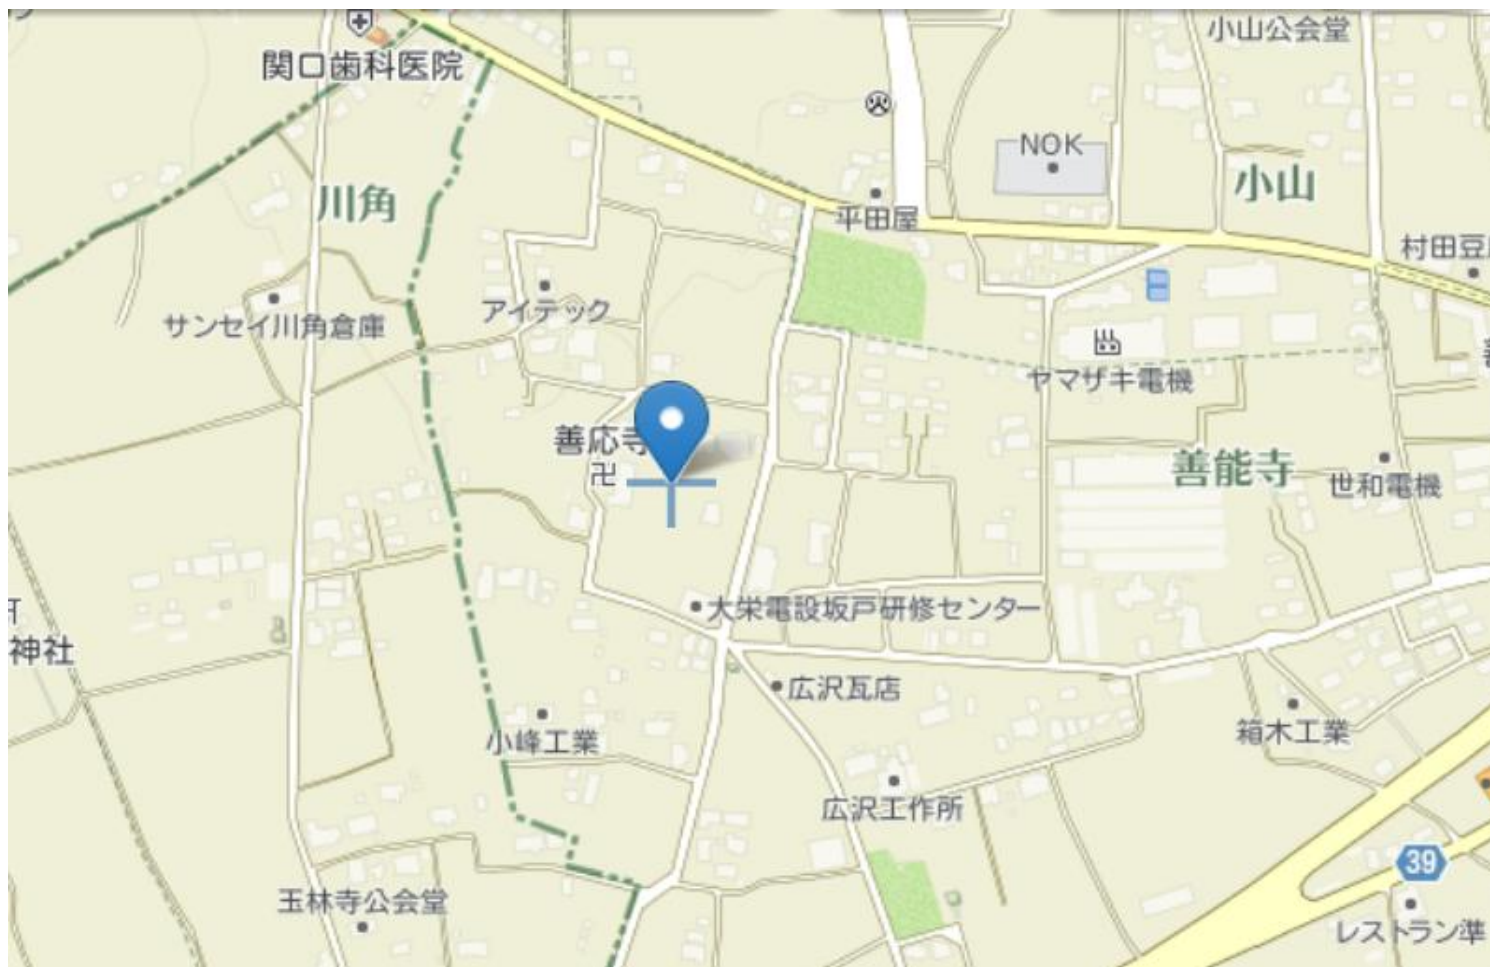 小山公会堂
関口歯科医院
NOK
小山
川角
平田屋
村田豆
アイテック
サンセイ川角倉庫
ヤマザキ電機
善応寺
卍
善能寺
世和電機
大栄電設坂戸研修センター
神社
広沢瓦店
小峰工業
箱木工業
広沢工作所
39
玉林寺公会堂
レストラン準